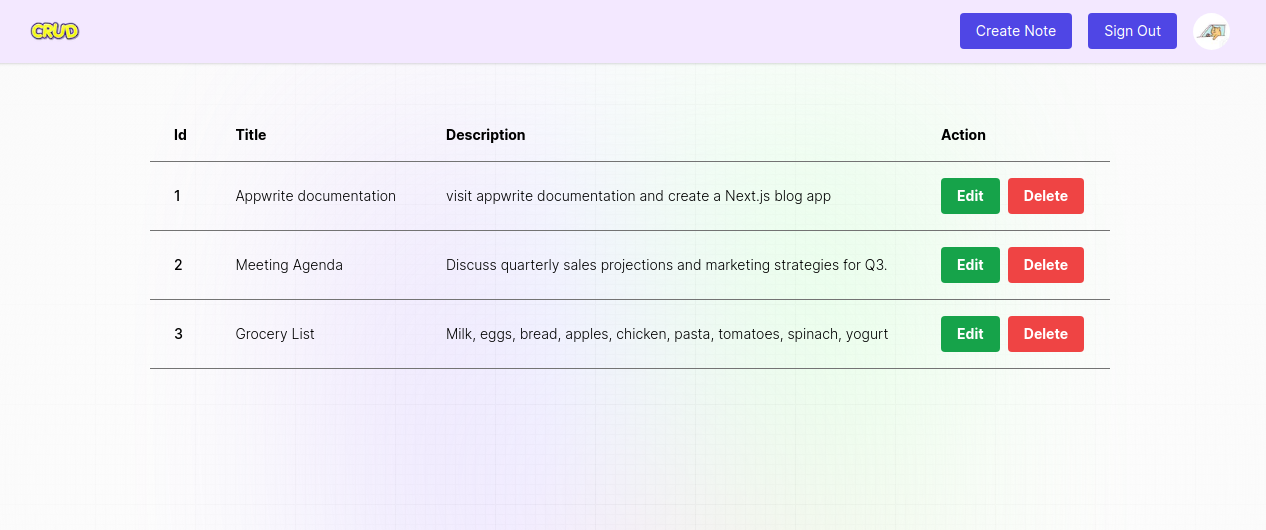 CRUD Create Note Sign Out
Id Title Description Action
1 Appwrite documentation visit appwrite documentation and create a Next.js blog app Edit Delete
2 Meeting Agenda Discuss quarterly sales projections and marketing strategies for Q3. Edit Delete
3 Grocery List Milk, eggs, bread, apples, chicken, pasta, tomatoes, spinach, yogurt Edit Delete